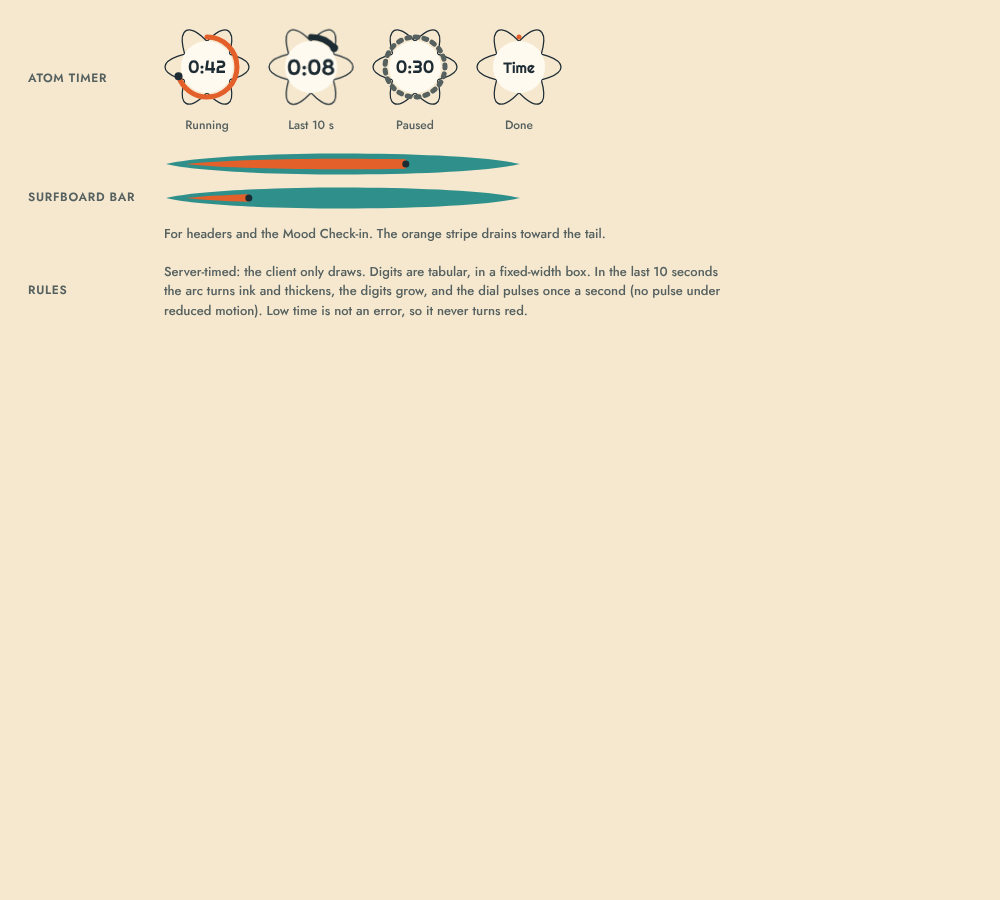 ATOM TIMER
0:42
0:08
0:30
Time
Running
Last 10 s
Paused
Done
SURFBOARD BAR
For headers and the Mood Check-in. The orange stripe drains toward the tail.
RULES
Server-timed: the client only draws. Digits are tabular, in a fixed-width box. In the last 10 seconds
the arc turns ink and thickens, the digits grow, and the dial pulses once a second (no pulse under
reduced motion). Low time is not an error, so it never turns red.